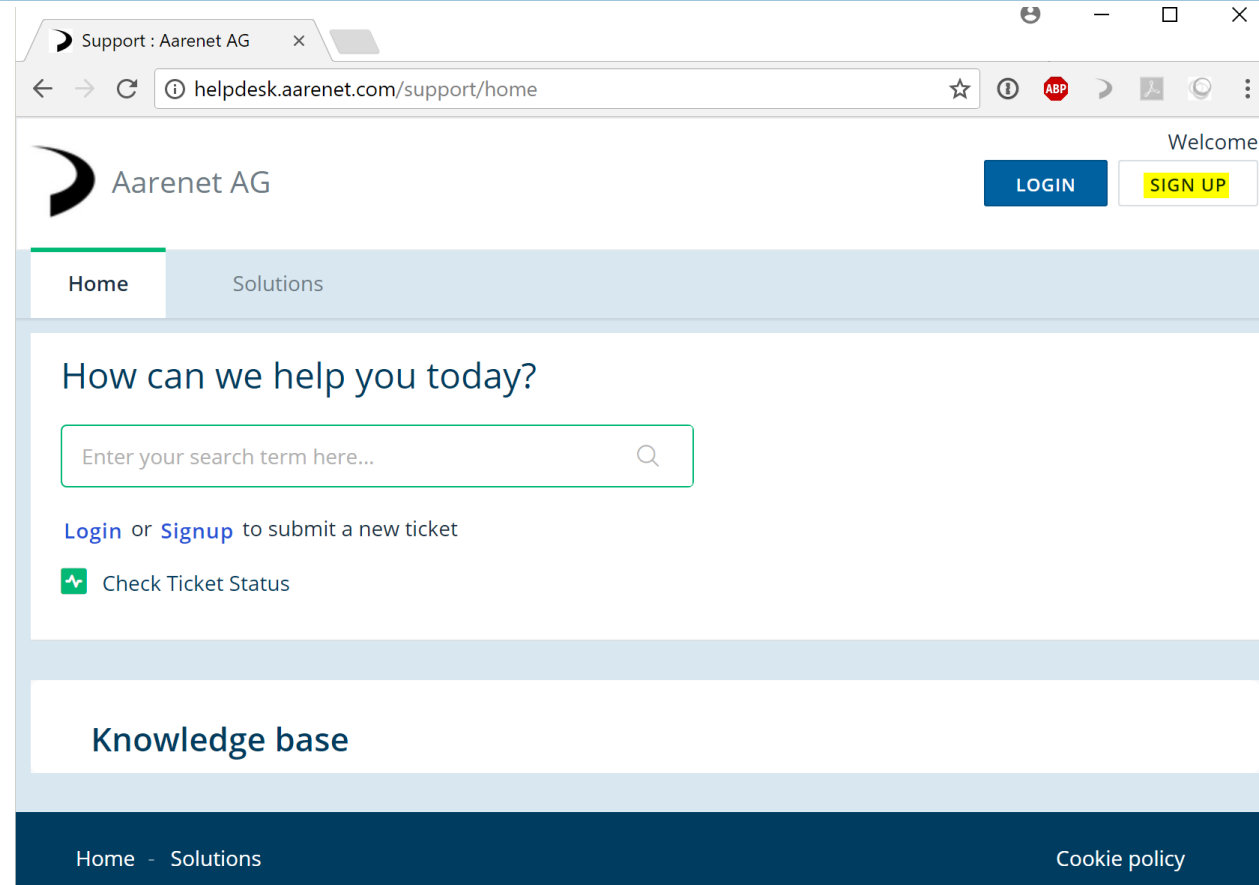 Support : Aarenet AG
helpdesk.aarenet.com/support/home
ABP
Welcome
Aarenet AG
LOGIN
SIGN UP
Home
Solutions
How can we help you today?
Enter your search term here...
Login or Signup to submit a new ticket
Check Ticket Status
Knowledge base
Home - Solutions
Cookie policy